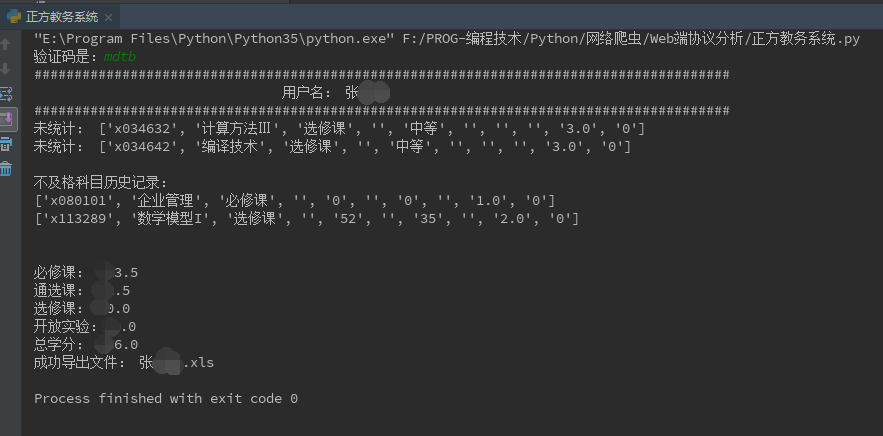 正方教务系统
"E:\Program Files\Python\Python35\python.exe" F:/PROG-编程技术/Python/网络爬虫/Web端协议分析/正方教务系统.py
验证码是：mdtb
#######################################################################################
用户名： 张
#######################################################################################
未统计： ['x034632', '计算方法Ⅲ', '选修课', '', '中等', '', '', '', '3.0', '0']
未统计： ['x034642', '编译技术', '选修课', '', '中等', '', '', '', '3.0', '0']
不及格科目历史记录：
['x080101', '企业管理', '必修课', '', '0', '', '0', '', '1.0', '0']
['x113289', '数学模型I', '选修课', '', '52', '', '35', '', '2.0', '0']
必修课： 3.5
通选课： .5
选修课： 0.0
开放实验： .0
总学分： 6.0
成功导出文件： 张 .xls
Process finished with exit code 0